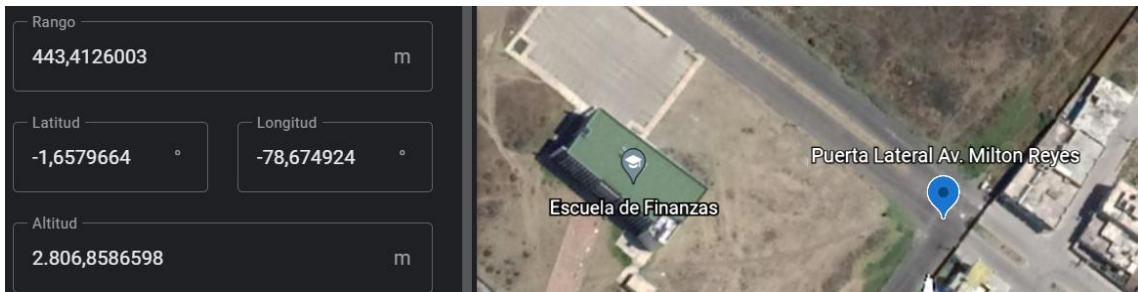 Rango
443,4126003 m
Latitud
-1,6579664 °
Longitud
-78,674924 °
Altitud
2.806,8586598 m
Puerta Lateral Av. Milton Reyes
Escuela de Finanzas